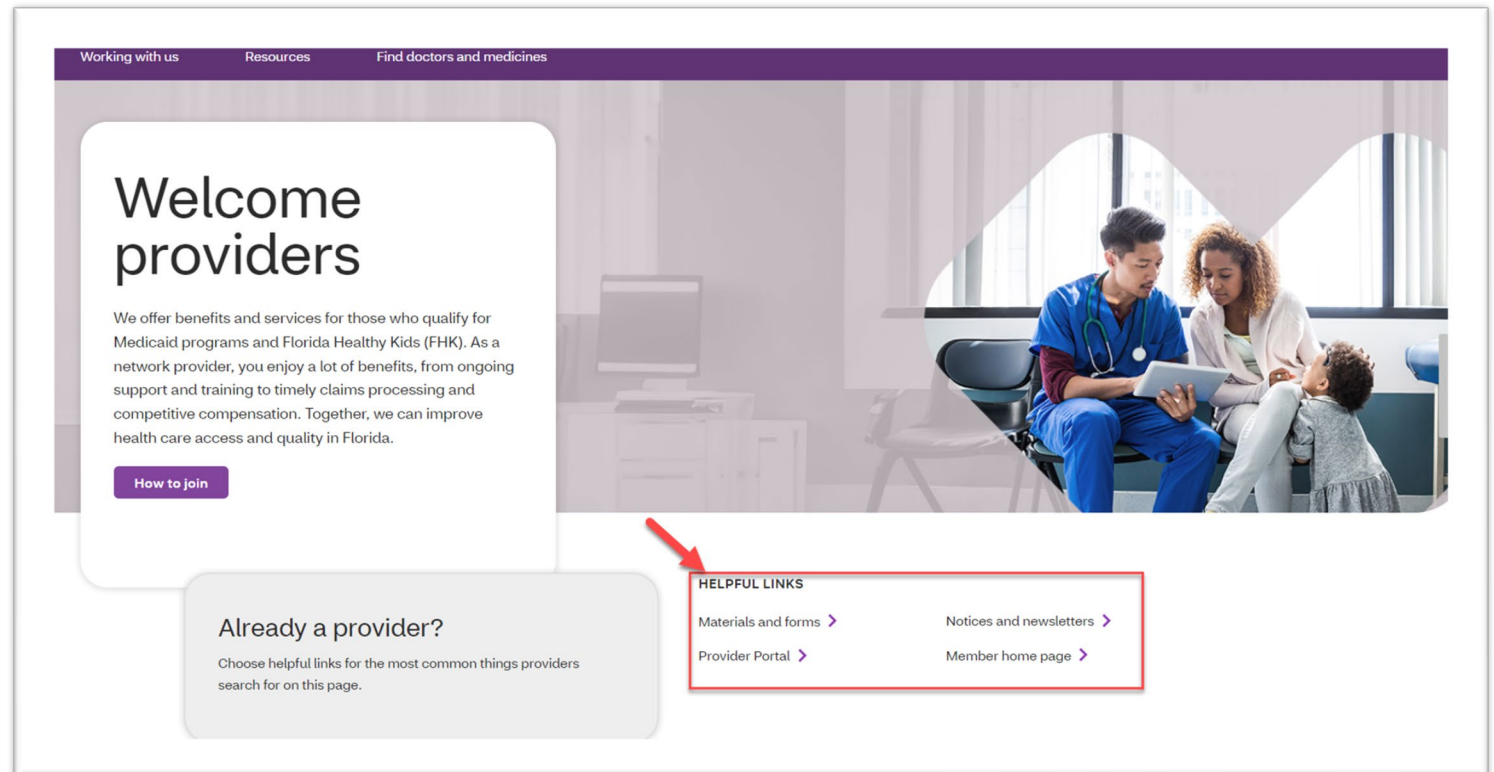 Working with us Resources Find doctors and medicines
Welcome
providers
We offer benefits and services for those who qualify for
Medicaid programs and Florida Healthy Kids (FHK). As a
network provider, you enjoy a lot of benefits, from ongoing
support and training to timely claims processing and
competitive compensation. Together, we can improve
health care access and quality in Florida.
How to join
Already a provider?
Choose helpful links for the most common things providers
search for on this page.
HELPFUL LINKS
Materials and forms
Notices and newsletters
Provider Portal
Member home page